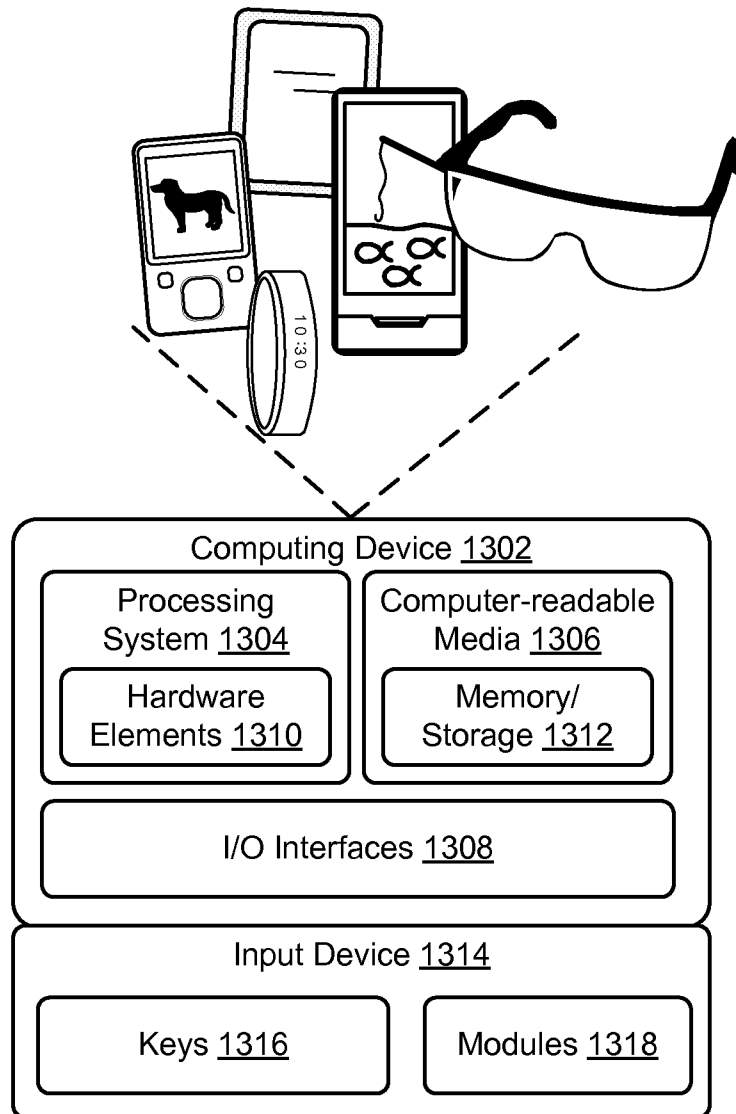 10:30
Computing Device 1302
Processing
System 1304
Hardware
Elements 1310
Computer-readable
Media 1306
Memory/
Storage 1312
I/O Interfaces 1308
Input Device 1314
Keys 1316
Modules 1318